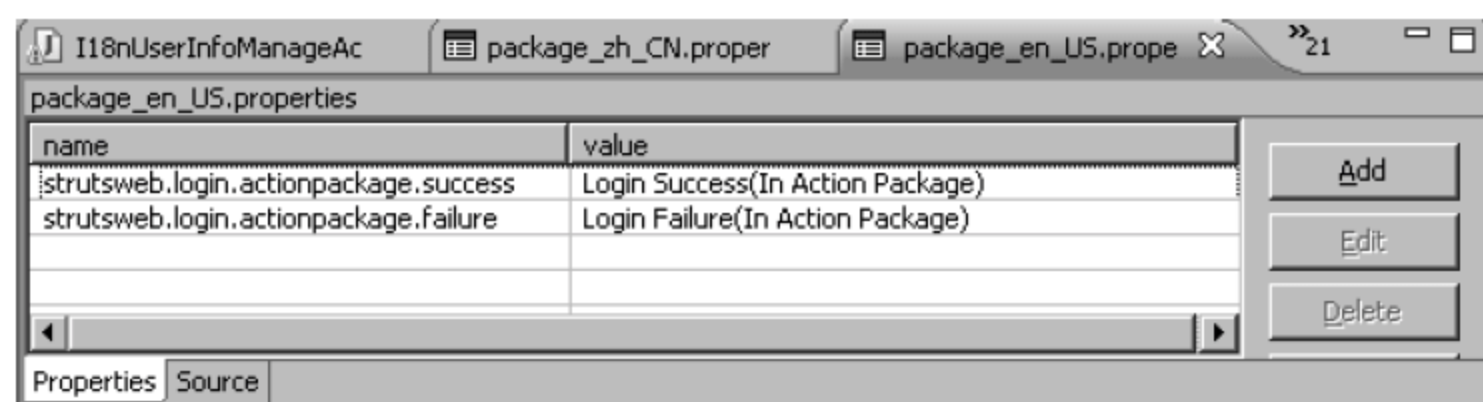 I18nUserInfoManageAc package_zh_CN.proper package_en_US.prope »21
package_en_US.properties
name value
strutsweb.login.actionpackage.success Login Success(In Action Package) Add
strutsweb.login.actionpackage.failure Login Failure(In Action Package)
Edit
Delete
Properties Source